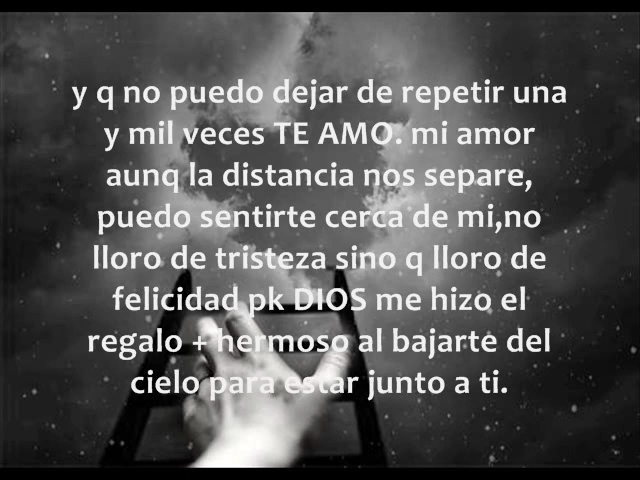 y q no puedo dejar de repetir una
y mil veces TE AMO. mi amor
aunq la distancia nos separe,
puedo sentirte cerca de mi,no
lloro de tristeza sino q lloro de
felicidad pk DIOS me hizo el
regalo + hermoso al bajarte del
cielo para estar junto a ti.